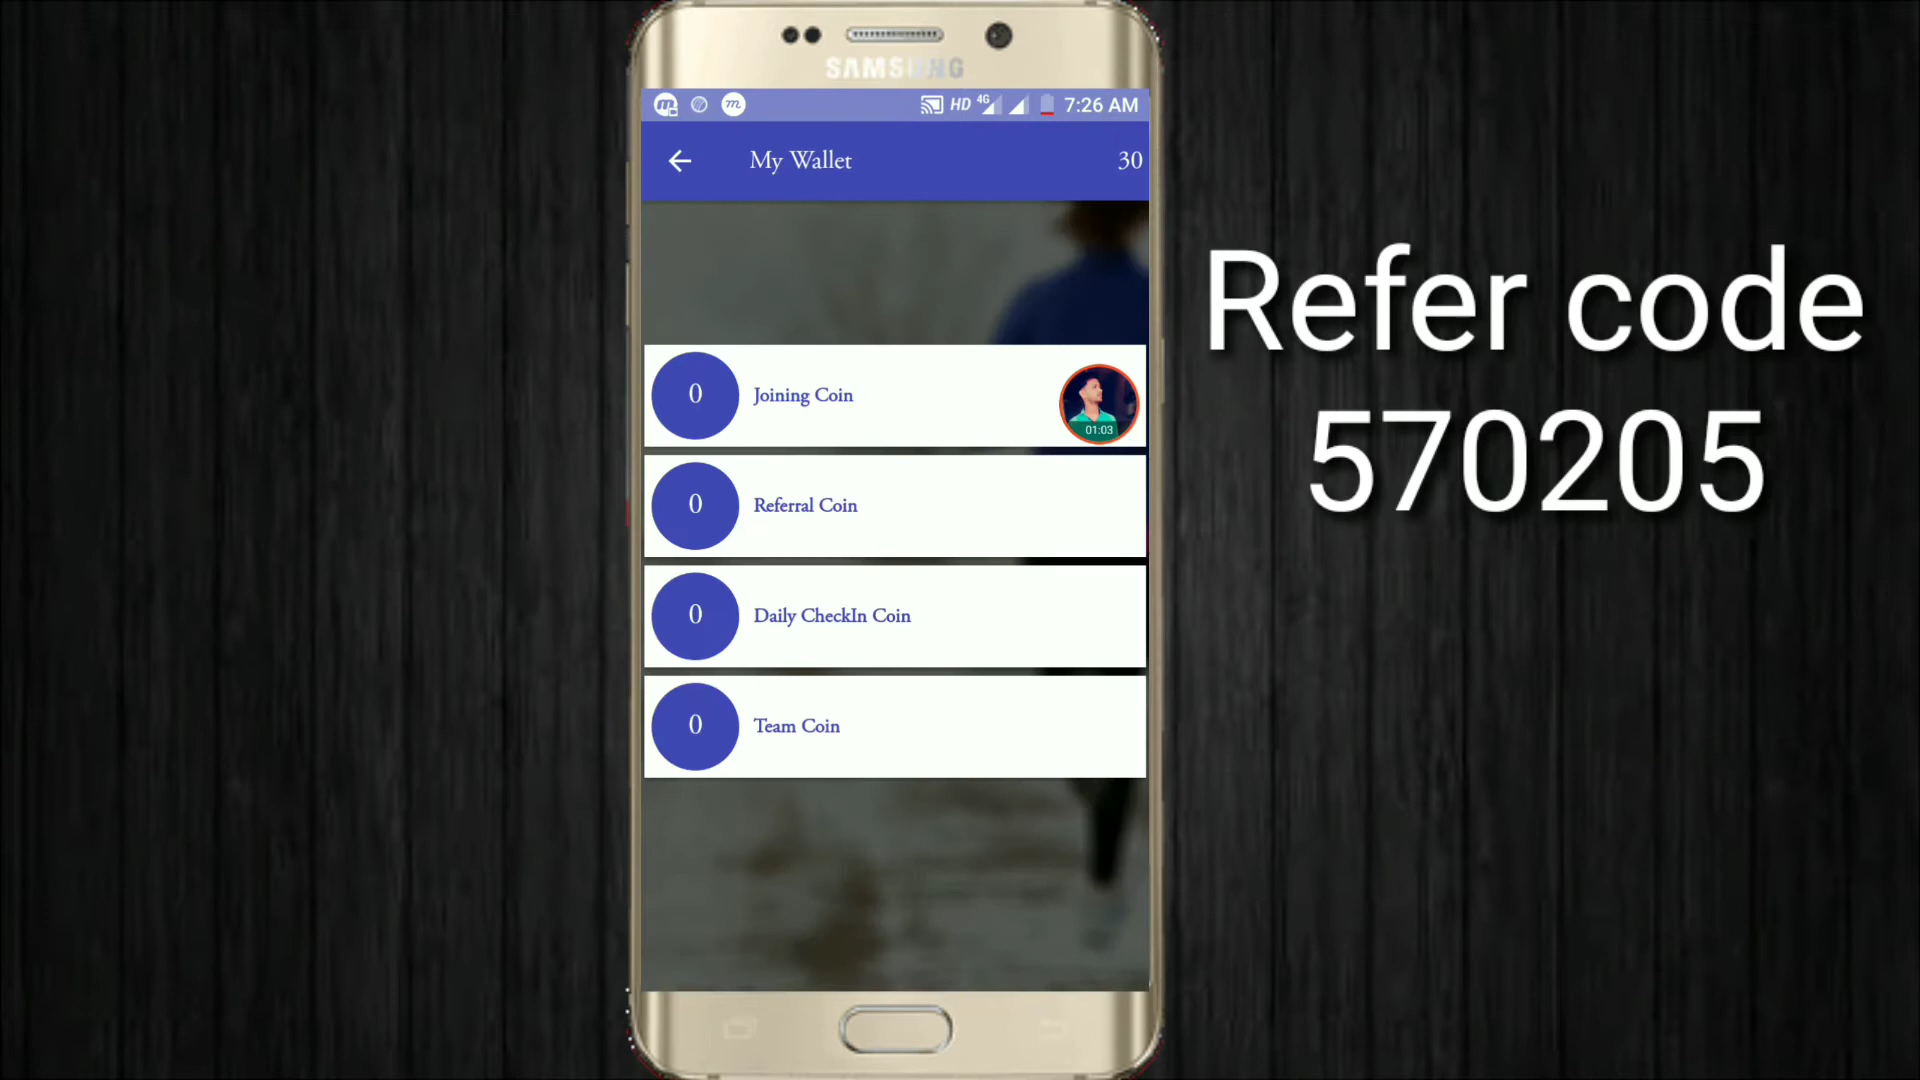 SAMSUNG
HD 4G 7:26 AM
My Wallet 30
0 Joining Coin
01:03
0 Referral Coin
0 Daily CheckIn Coin
0 Team Coin
Refer code
570205